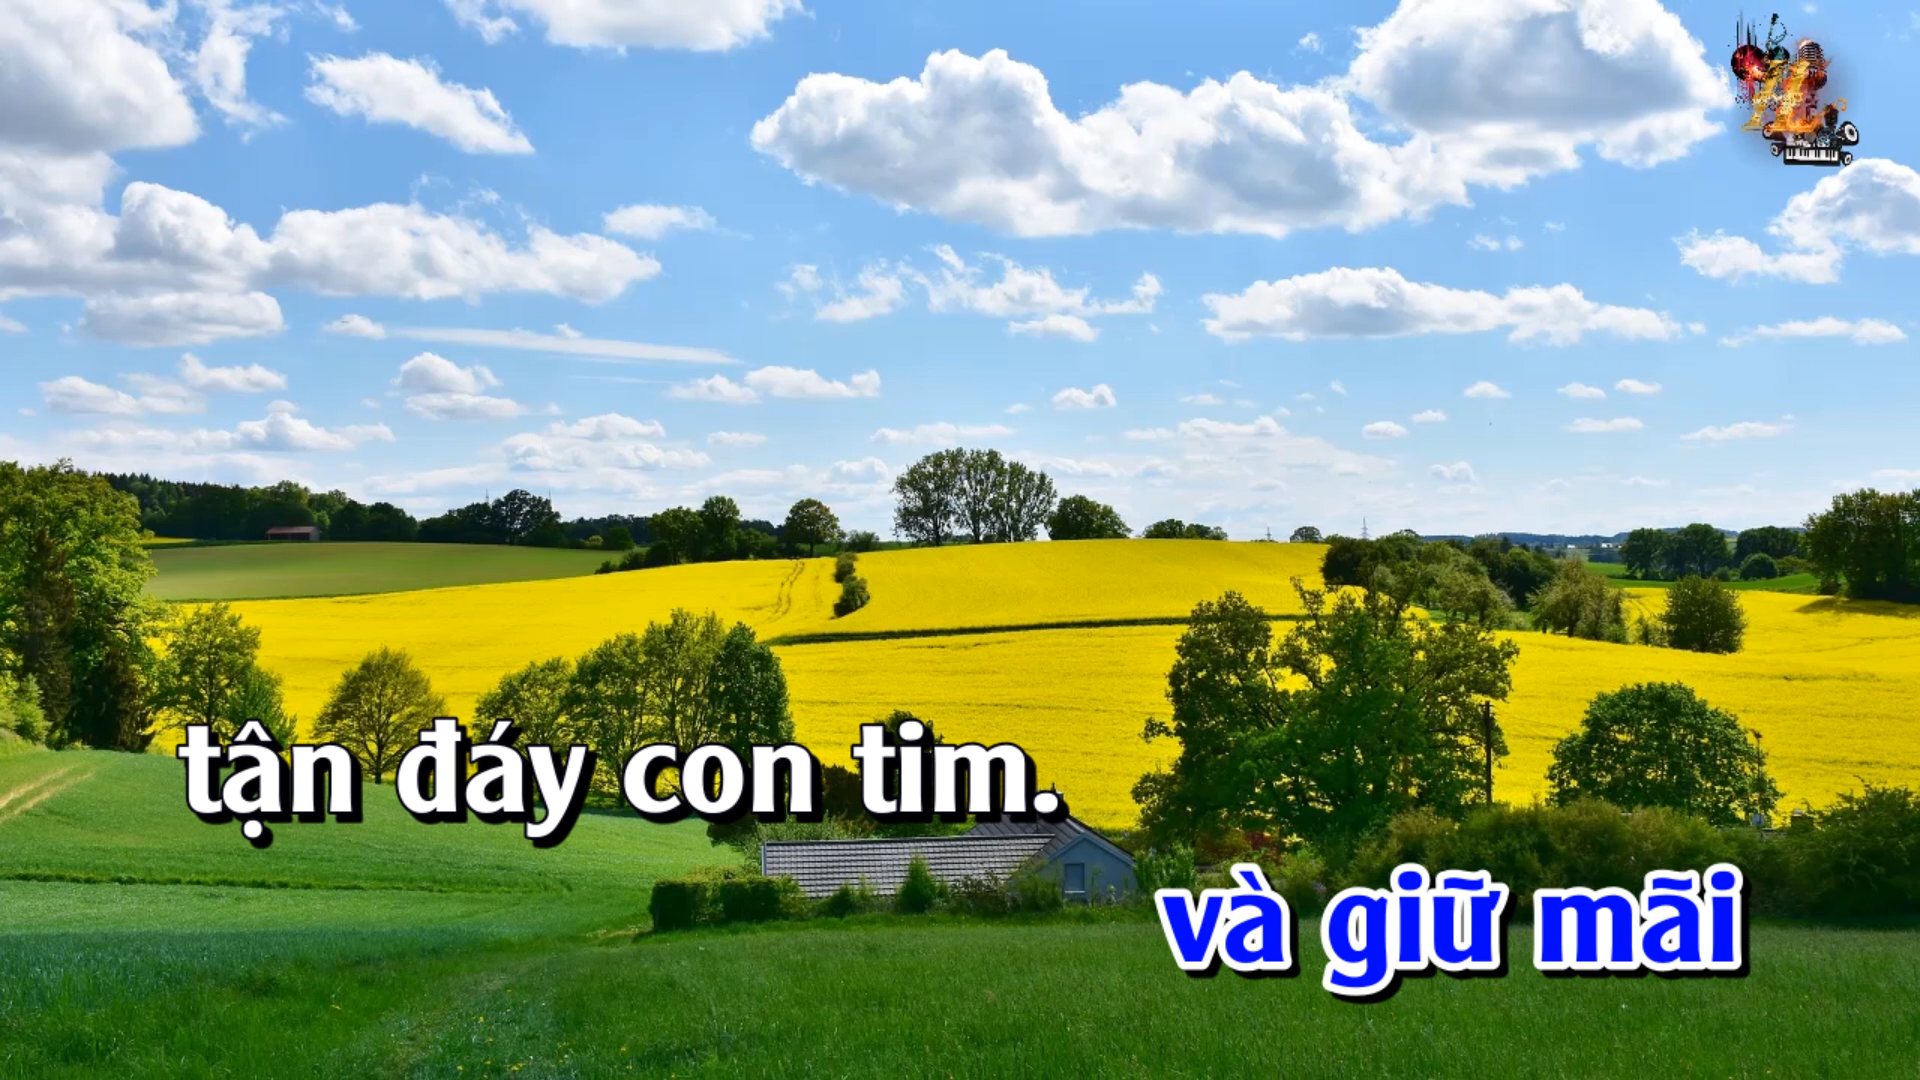 tận đáy con tim.
và giữ mãi